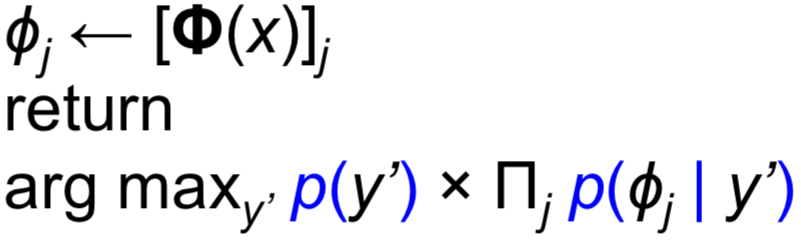 ϕj ← [Φ(x)]j
return
arg maxy’ p(y’) × Πj p(ϕj | y’)